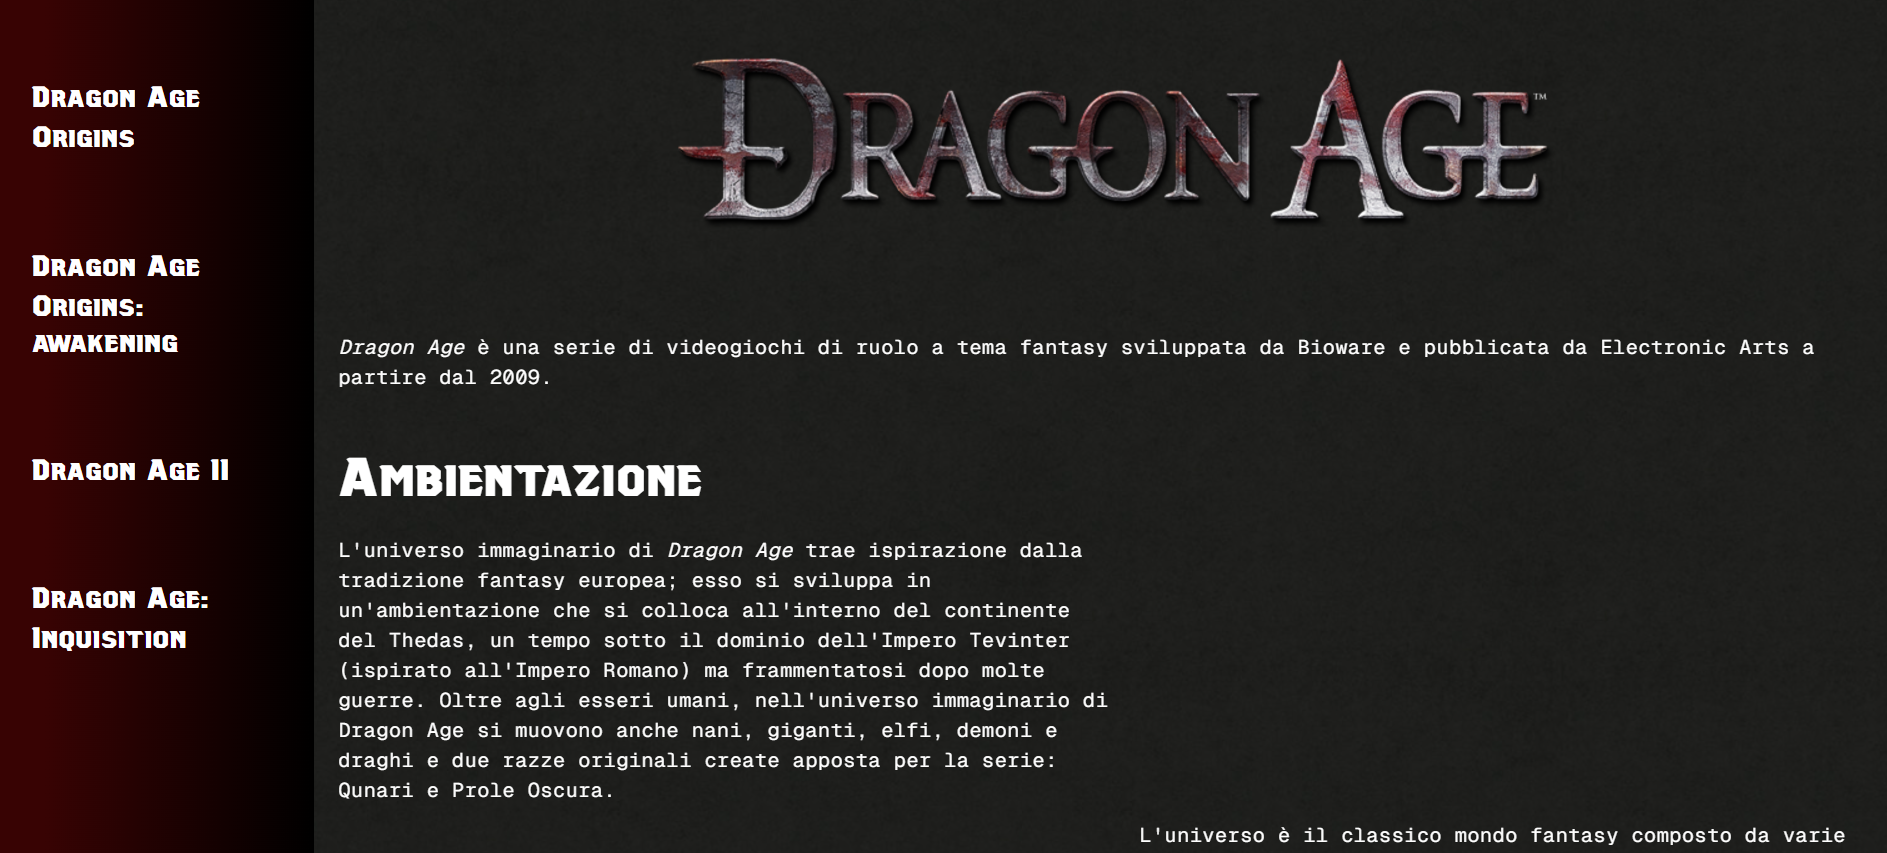 Dragon Age
Origins
Dragon Age
Origins:
awakening
Dragon Age II
Dragon Age:
Inquisition
DRAGON AGE™
Dragon Age è una serie di videogiochi di ruolo a tema fantasy sviluppata da Bioware e pubblicata da Electronic Arts a
partire dal 2009.
Ambientazione
L'universo immaginario di Dragon Age trae ispirazione dalla
tradizione fantasy europea; esso si sviluppa in
un'ambientazione che si colloca all'interno del continente
del Thedas, un tempo sotto il dominio dell'Impero Tevinter
(ispirato all'Impero Romano) ma frammentatosi dopo molte
guerre. Oltre agli esseri umani, nell'universo immaginario di
Dragon Age si muovono anche nani, giganti, elfi, demoni e
draghi e due razze originali create apposta per la serie:
Qunari e Prole Oscura.
L'universo è il classico mondo fantasy composto da varie